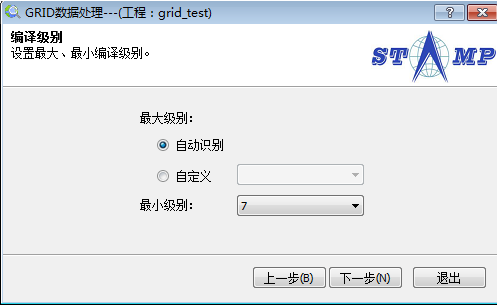 GRID数据处理---(工程：grid_test)
编译级别
设置最大、最小编译级别。
STAMP
最大级别：
自动识别
自定义
最小级别：
7
上一步(B)
下一步(N)
退出